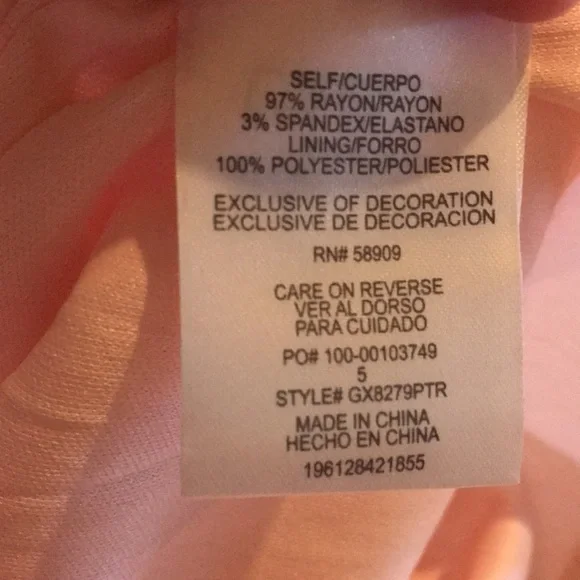 SELF/CUERPO
97% RAYON/RAYON
3% SPANDEX/ELASTANO
LINING/FORRO
100% POLYESTER/POLIESTER
EXCLUSIVE OF DECORATION
EXCLUSIVE DE DECORACION
RN# 58909
CARE ON REVERSE
VER AL DORSO
PARA CUIDADO
PO# 100-00103749
5
STYLE# GX8279PTR
MADE IN CHINA
HECHO EN CHINA
196128421855